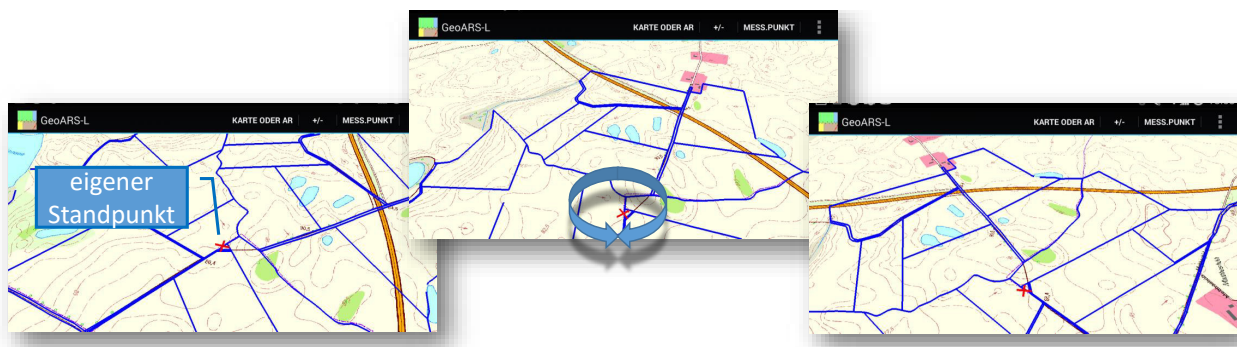 GeoARS-L KARTE ODER AR +/- MESS.PUNKT
GeoARS-L KARTE ODER AR +/- MESS.PUNKT
eigener
Standpunkt
GeoARS-L KARTE ODER AR +/- MESS.PUNKT